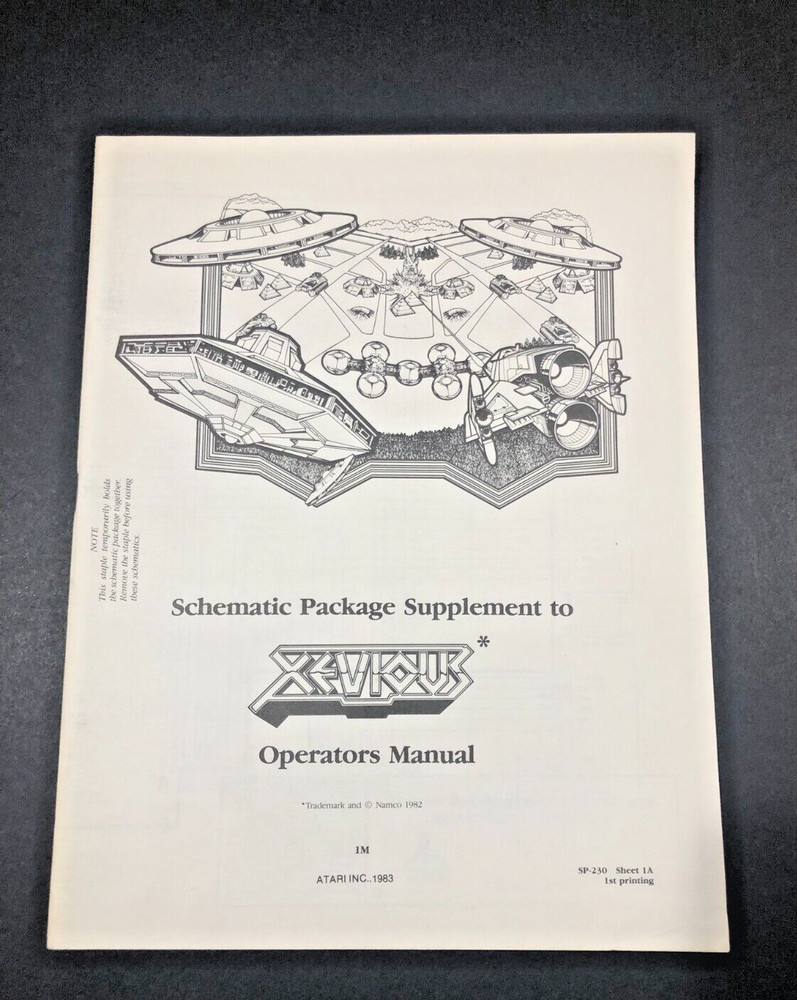 NOTE
This staple temporarily holds
the schematic package together.
Remove the staple before using
these schematics.
Schematic Package Supplement to
XEVIOUS*
Operators Manual
*Trademark and © Namco 1982
1M
ATARI INC..1983
SP-230 Sheet 1A
1st printing